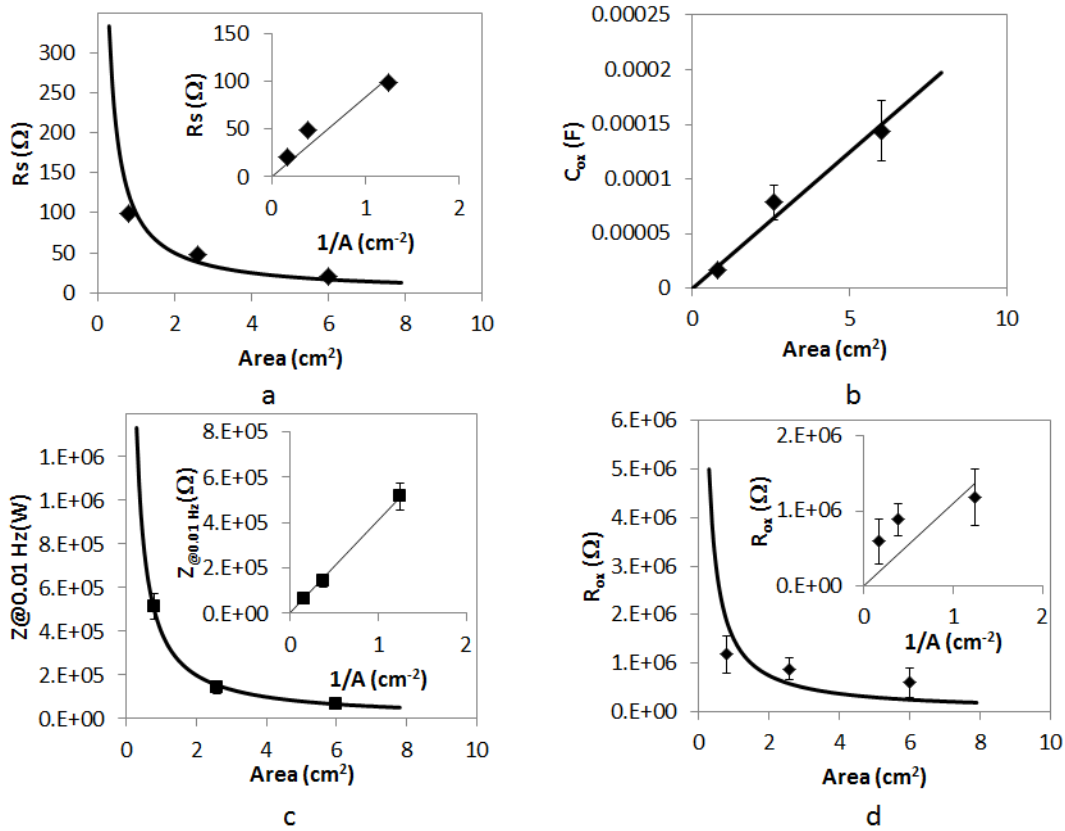 Rs (Ω)
350
300
250
200
150
100
50
0
0 2 4 6 8 10
Area (cm²)
Rs (Ω)
150
100
50
0
0 1 2
1/A (cm⁻²)
a
Cox (F)
0.00025
0.0002
0.00015
0.0001
0.00005
0
0 5 10
Area (cm²)
b
Z@0.01 Hz(W)
1.E+06
1.E+06
8.E+05
6.E+05
4.E+05
2.E+05
0.E+00
0 2 4 6 8 10
Area (cm²)
Z@0.01 Hz(Ω)
8.E+05
6.E+05
4.E+05
2.E+05
0.E+00
0 1 2
1/A (cm⁻²)
c
Rox (Ω)
6.E+06
5.E+06
4.E+06
3.E+06
2.E+06
1.E+06
0.E+00
0 2 4 6 8 10
Area (cm²)
Rox (Ω)
2.E+06
1.E+06
0.E+00
0 1 2
1/A (cm⁻²)
d